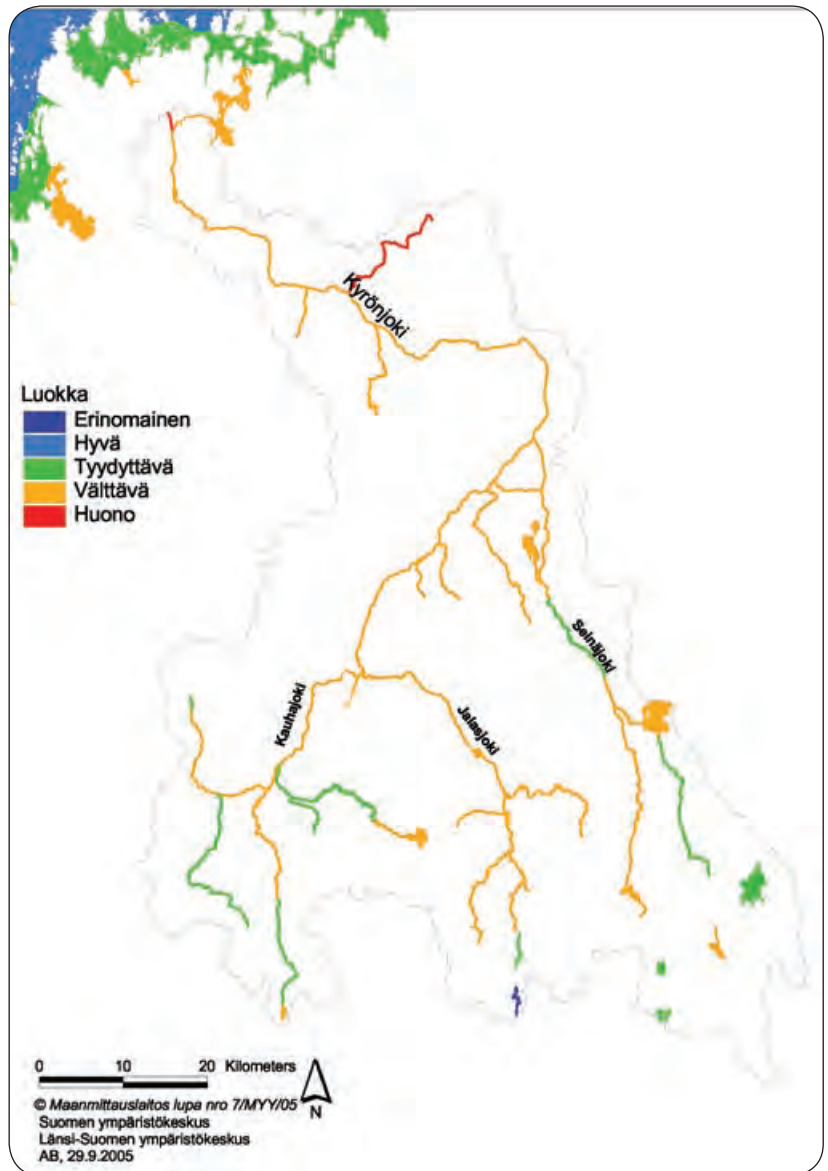 Kyrönjoki
Luokka
Erinomainen
Hyvä
Tyydyttävä
Välttävä
Huono
Seinäjoki
Kauhajoki
Jalasjoki
0 10 20 Kilometers
N
© Maanmittauslaitos lupa nro 7/MYY/05
Suomen ympäristökeskus
Länsi-Suomen ympäristökeskus
AB, 29.9.2005